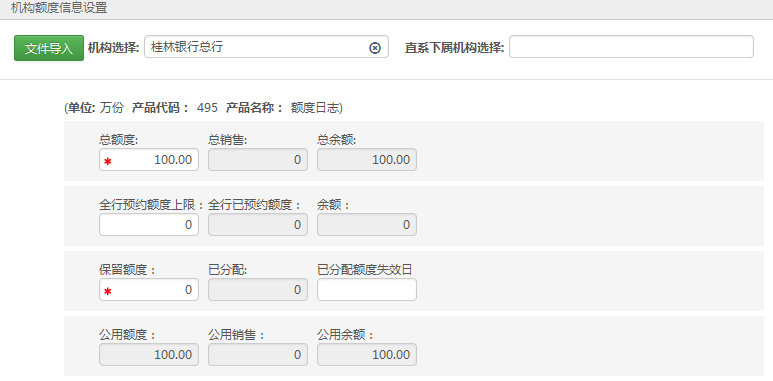 机构额度信息设置
文件导入 机构选择: 桂林银行总行 直系下属机构选择:
(单位: 万份 产品代码： 495 产品名称： 额度日志)
总额度: 总销售: 总余额:
* 100.00 0 100.00
全行预约额度上限： 全行已预约额度： 余额：
0 0 0
保留额度： 已分配: 已分配额度失效日
* 0 0
公用额度： 公用销售： 公用余额：
100.00 0 100.00